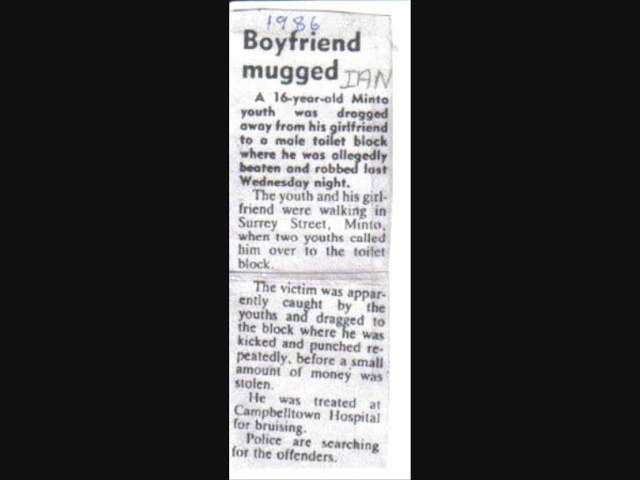 1986
Boyfriend
mugged IAN
A 16-year-old Minto
youth was dragged
away from his girlfriend
to a male toilet block
where he was allegedly
beaten and robbed last
Wednesday night.
The youth and his girl-
friend were walking in
Surrey Street, Minto,
when two youths called
him over to the toilet
block.
The victim was appar-
ently caught by the
youths and dragged to
the block where he was
kicked and punched re-
peatedly, before a small
amount of money was
stolen.
He was treated at
Campbelltown Hospital
for bruising.
Police are searching
for the offenders.